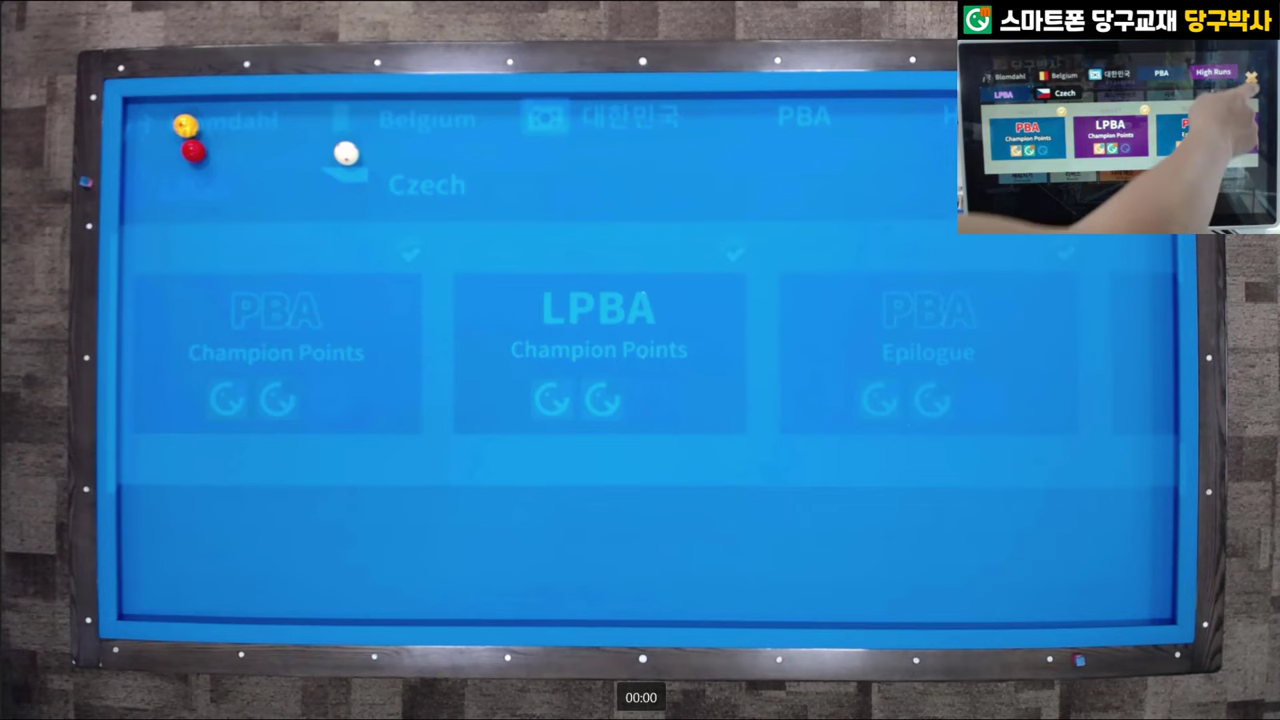 스마트폰 당구교재 당구박사
Blomdahl Belgium 대한민국 PBA High Runs
LPBA Czech
PBA LPBA
Champion Points Champion Points
mdahl Belgium 대한민국 PBA H
Czech
PBA LPBA PBA
Champion Points Champion Points Epilogue
00:00